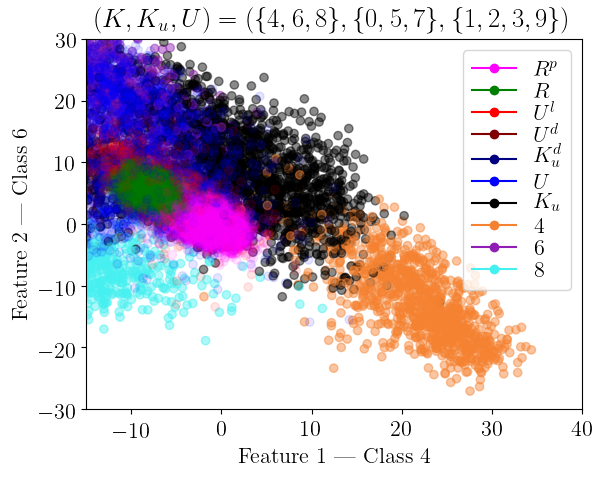 (K, K_u, U) = ({4, 6, 8}, {0, 5, 7}, {1, 2, 3, 9})
30
20
10
0
−10
−20
−30
Feature 2 — Class 6
R^p
R
U^l
U^d
K_u^d
U
K_u
4
6
8
−10
0
10
20
30
40
Feature 1 — Class 4